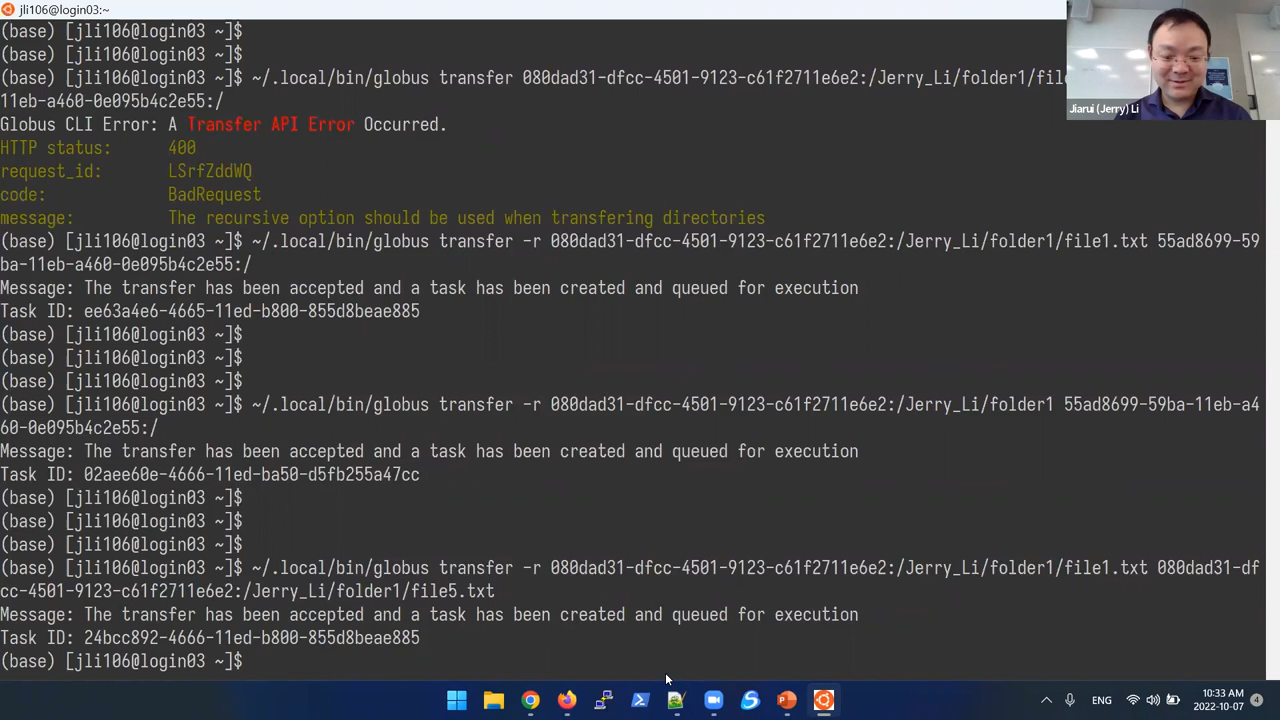 jli106@login03:~
(base) [jli106@login03 ~]$
(base) [jli106@login03 ~]$
(base) [jli106@login03 ~]$ ~/.local/bin/globus transfer 080dad31-dfcc-4501-9123-c61f2711e6e2:/Jerry_Li/folder1/file
11eb-a460-0e095b4c2e55:/
Globus CLI Error: A Transfer API Error Occurred.
HTTP status: 400
request_id: LSrfZddWQ
code: BadRequest
message: The recursive option should be used when transfering directories
(base) [jli106@login03 ~]$ ~/.local/bin/globus transfer -r 080dad31-dfcc-4501-9123-c61f2711e6e2:/Jerry_Li/folder1/file1.txt 55ad8699-59
ba-11eb-a460-0e095b4c2e55:/
Message: The transfer has been accepted and a task has been created and queued for execution
Task ID: ee63a4e6-4665-11ed-b800-855d8beae885
(base) [jli106@login03 ~]$
(base) [jli106@login03 ~]$
(base) [jli106@login03 ~]$
(base) [jli106@login03 ~]$ ~/.local/bin/globus transfer -r 080dad31-dfcc-4501-9123-c61f2711e6e2:/Jerry_Li/folder1 55ad8699-59ba-11eb-a4
60-0e095b4c2e55:/
Message: The transfer has been accepted and a task has been created and queued for execution
Task ID: 02aee60e-4666-11ed-ba50-d5fb255a47cc
(base) [jli106@login03 ~]$
(base) [jli106@login03 ~]$
(base) [jli106@login03 ~]$
(base) [jli106@login03 ~]$ ~/.local/bin/globus transfer -r 080dad31-dfcc-4501-9123-c61f2711e6e2:/Jerry_Li/folder1/file1.txt 080dad31-df
cc-4501-9123-c61f2711e6e2:/Jerry_Li/folder1/file5.txt
Message: The transfer has been accepted and a task has been created and queued for execution
Task ID: 24bcc892-4666-11ed-b800-855d8beae885
(base) [jli106@login03 ~]$
Jiarui (Jerry) Li
ENG
10:33 AM
2022-10-07
4